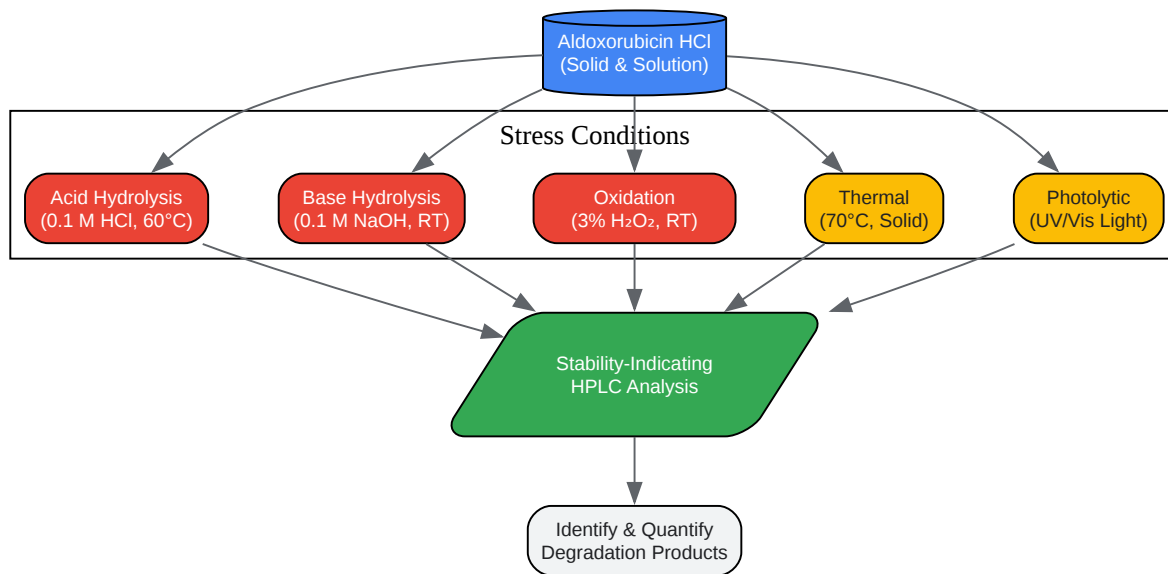 Aldoxorubicin HCl
(Solid & Solution)
Stress Conditions
Acid Hydrolysis
(0.1 M HCl, 60°C)
Base Hydrolysis
(0.1 M NaOH, RT)
Oxidation
(3% H₂O₂, RT)
Thermal
(70°C, Solid)
Photolytic
(UV/Vis Light)
Stability-Indicating
HPLC Analysis
Identify & Quantify
Degradation Products